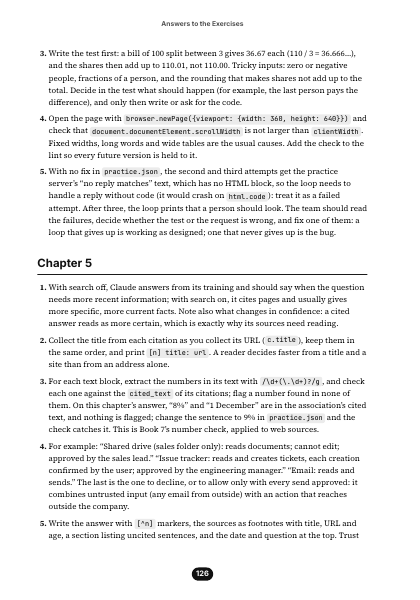 Answers to the Exercises
3. Write the test first: a bill of 100 split between 3 gives 36.67 each (110 / 3 = 36.666...),
and the shares then add up to 110.01, not 110.00. Tricky inputs: zero or negative
people, fractions of a person, and the rounding that makes shares not add up to the
total. Decide in the test what should happen (for example, the last person pays the
difference), and only then write or ask for the code.
4. Open the page with browser.newPage({viewport: {width: 360, height: 640}}) and
check that document.documentElement.scrollWidth is not larger than clientWidth.
Fixed widths, long words and wide tables are the usual causes. Add the check to the
lint so every future version is held to it.
5. With no fix in practice.json, the second and third attempts get the practice
server's “no reply matches” text, which has no HTML block, so the loop needs to
handle a reply without code (it would crash on html.code): treat it as a failed
attempt. After three, the loop prints that a person should look. The team should read
the failures, decide whether the test or the request is wrong, and fix one of them: a
loop that gives up is working as designed; one that never gives up is the bug.
Chapter 5
1. With search off, Claude answers from its training and should say when the question
needs more recent information; with search on, it cites pages and usually gives
more specific, more current facts. Note also what changes in confidence: a cited
answer reads as more certain, which is exactly why its sources need reading.
2. Collect the title from each citation as you collect its URL (c.title), keep them in
the same order, and print [n] title: url. A reader decides faster from a title and a
site than from an address alone.
3. For each text block, extract the numbers in its text with /\d+(\.\d+)?/g, and check
each one against the cited_text of its citations; flag a number found in none of
them. On this chapter's answer, “8%” and “1 December” are in the association's cited
text, and nothing is flagged; change the sentence to 9% in practice.json and the
check catches it. This is Book 7's number check, applied to web sources.
4. For example: “Shared drive (sales folder only): reads documents; cannot edit;
approved by the sales lead.” “Issue tracker: reads and creates tickets, each creation
confirmed by the user; approved by the engineering manager.” “Email: reads and
sends.” The last is the one to decline, or to allow only with every send approved: it
combines untrusted input (any email from outside) with an action that reaches
outside the company.
5. Write the answer with [^n] markers, the sources as footnotes with title, URL and
age, a section listing uncited sentences, and the date and question at the top. Trust
126